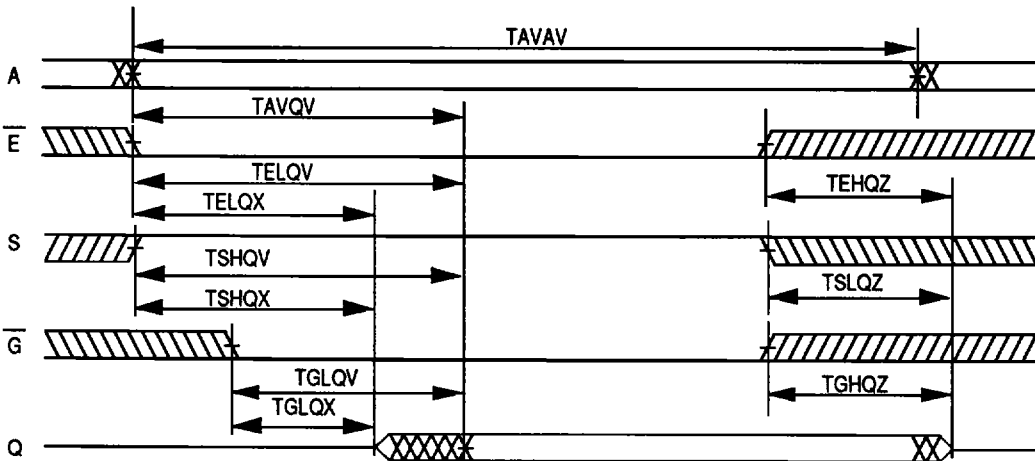 TAVAV
A
TAVQV
E
TELQV
TEHQZ
TELQX
S
TSHQV
TSLQZ
TSHQX
G
TGLQV
TGHQZ
TGLQX
Q